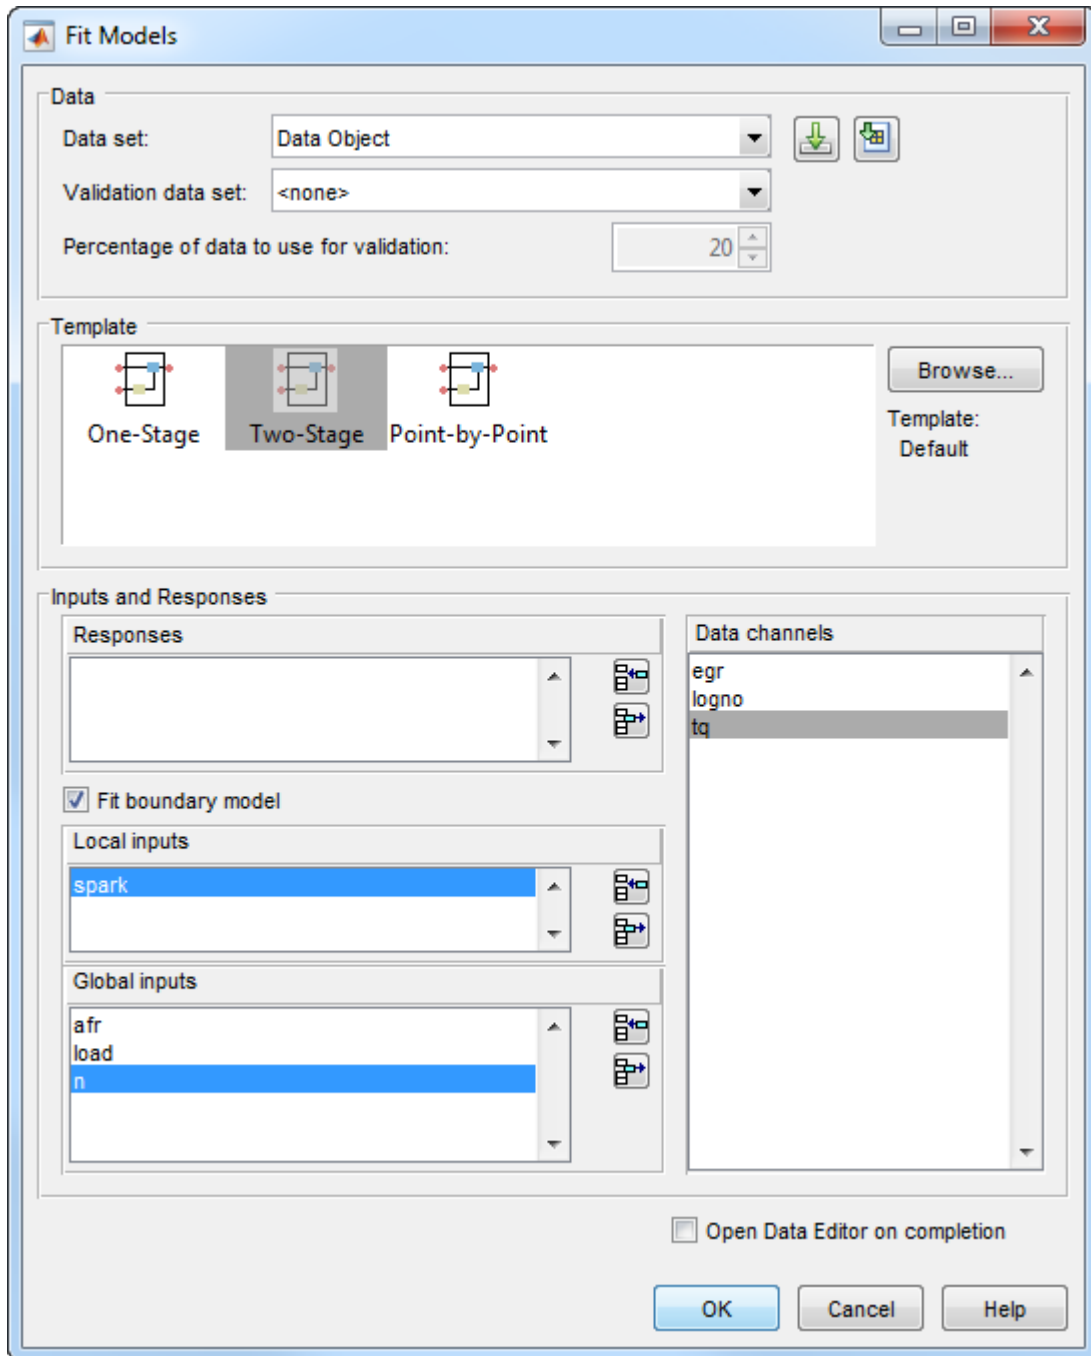 Fit Models
Data
Data set: Data Object
Validation data set: <none>
Percentage of data to use for validation: 20
Template
One-Stage Two-Stage Point-by-Point
Browse...
Template:
Default
Inputs and Responses
Responses
Fit boundary model
Local inputs
spark
Global inputs
afr
load
n
Data channels
egr
logno
tq
Open Data Editor on completion
OK Cancel Help